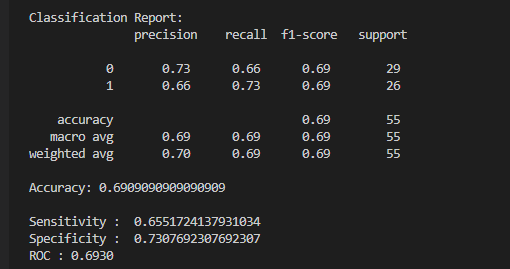 Classification Report:
precision recall f1-score support
0 0.73 0.66 0.69 29
1 0.66 0.73 0.69 26
accuracy 0.69 55
macro avg 0.69 0.69 0.69 55
weighted avg 0.70 0.69 0.69 55
Accuracy: 0.6909090909090909
Sensitivity : 0.6551724137931034
Specificity : 0.7307692307692307
ROC : 0.6930